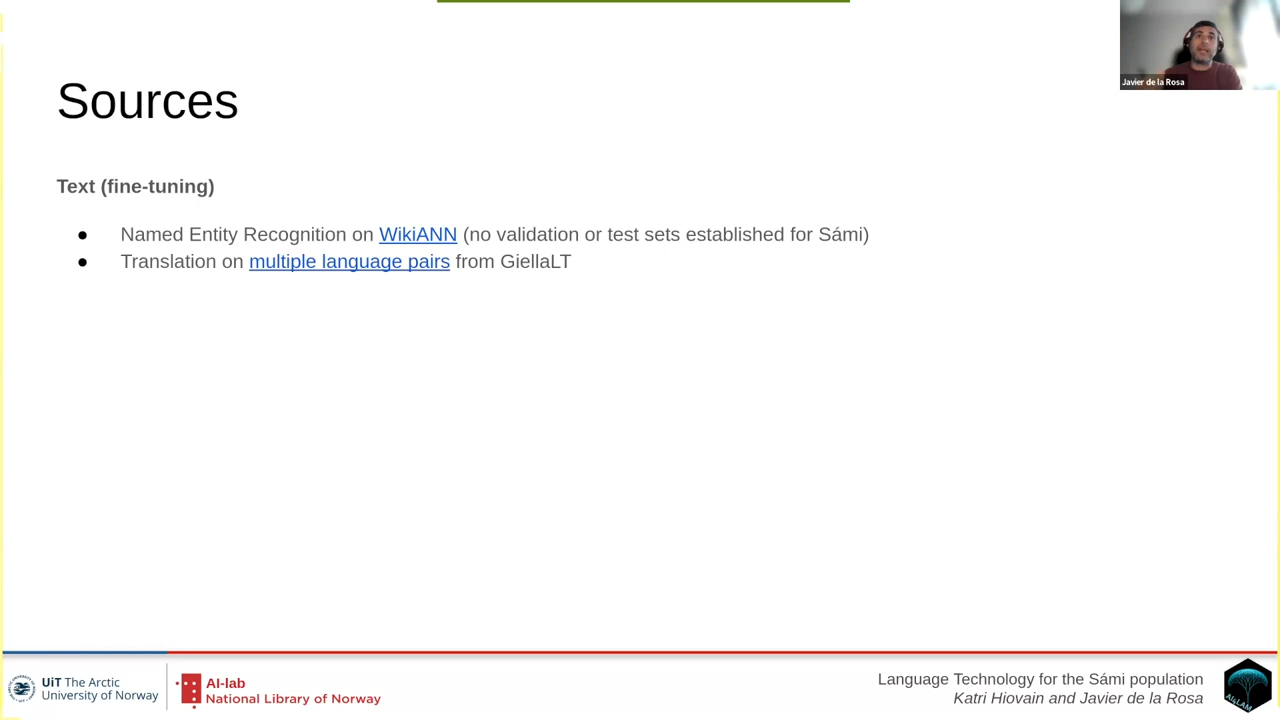 Javier de la Rosa
Sources
Text (fine-tuning)
● Named Entity Recognition on WikiANN (no validation or test sets established for Sámi)
● Translation on multiple language pairs from GiellaLT
UiT The Arctic
University of Norway
AI-lab
National Library of Norway
Language Technology for the Sámi population
Katri Hiovain and Javier de la Rosa
AI4LAM